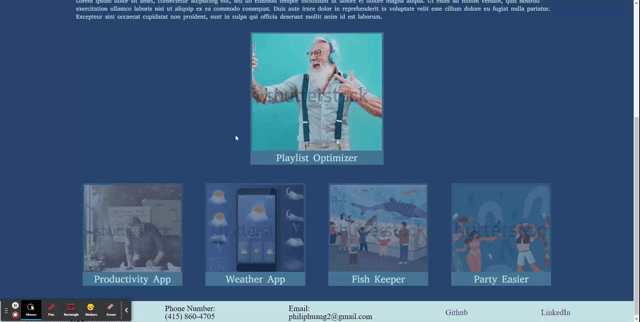 Lorem ipsum dolor sit amet, consectetur adipiscing elit, sed do eiusmod tempor incididunt ut labore et dolore magna aliqua. Ut enim ad minim veniam, quis nostrud
exercitation ullamco laboris nisi ut aliquip ex ea commodo consequat. Duis aute irure dolor in reprehenderit in voluptate velit esse cillum dolore eu fugiat nulla pariatur.
Excepteur sint occaecat cupidatat non proident, sunt in culpa qui officia deserunt mollit anim id est laborum.
shutterstock
Playlist Optimizer
Productivity App
Weather App
Fish Keeper
Party Easier
Mouse
Pen
Rectangle
Stickers
Eraser
Phone Number:
(415) 860-4705
Email:
philiphuang2@gmail.com
Github
LinkedIn